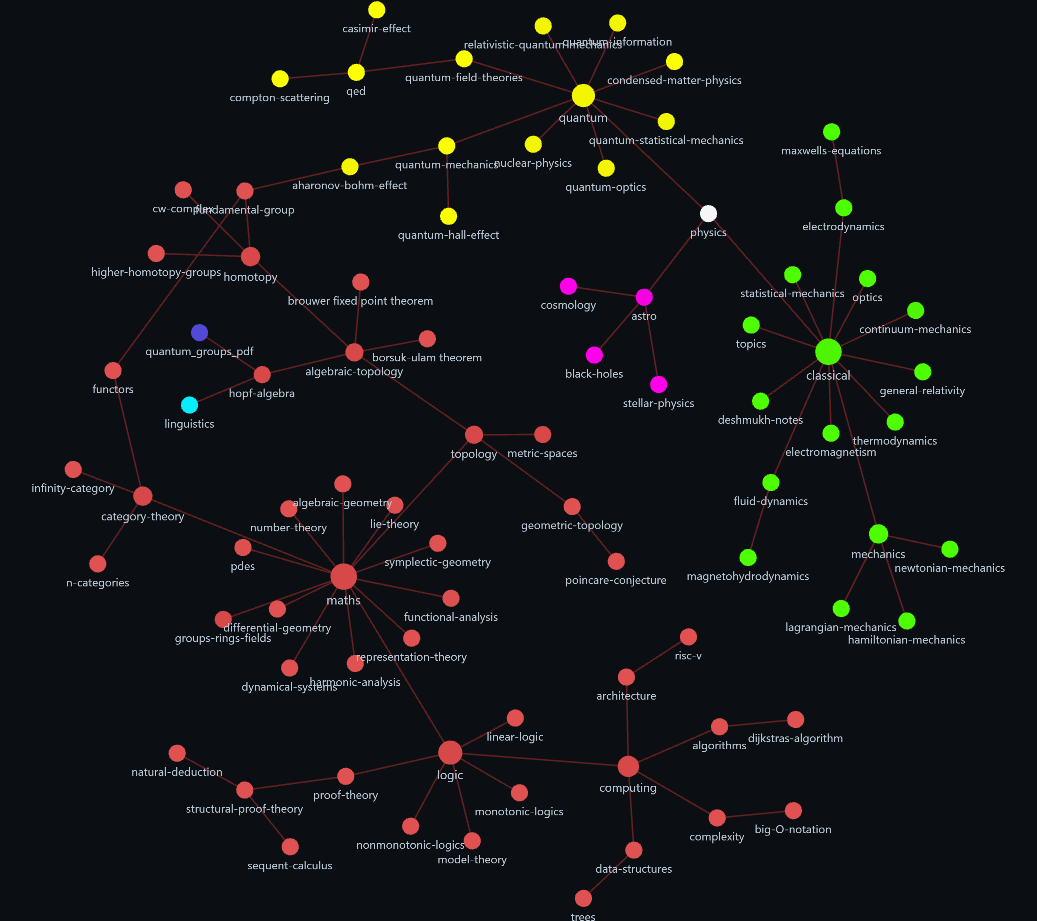 casimir-effect
relativistic-quantum-mechanics
quantum-information
quantum-field-theories
condensed-matter-physics
compton-scattering
qed
quantum
quantum-statistical-mechanics
maxwells-equations
quantum-mechanics
nuclear-physics
aharonov-bohm-effect
quantum-optics
cw-complex
fundamental-group
electrodynamics
quantum-hall-effect
physics
higher-homotopy-groups
homotopy
statistical-mechanics
optics
brouwer fixed point theorem
cosmology
astro
continuum-mechanics
topics
quantum_groups_pdf
borsuk-ulam theorem
algebraic-topology
black-holes
classical
functors
hopf-algebra
general-relativity
stellar-physics
linguistics
deshmukh-notes
thermodynamics
topology
metric-spaces
electromagnetism
infinity-category
fluid-dynamics
algebraic-geometry
category-theory
number-theory
lie-theory
geometric-topology
mechanics
pdes
symplectic-geometry
newtonian-mechanics
n-categories
poincare-conjecture
magnetohydrodynamics
maths
functional-analysis
differential-geometry
groups-rings-fields
lagrangian-mechanics
hamiltonian-mechanics
representation-theory
risc-v
dynamical-systems
harmonic-analysis
architecture
linear-logic
algorithms
dijkstras-algorithm
natural-deduction
logic
computing
structural-proof-theory
proof-theory
monotonic-logics
big-O-notation
complexity
nonmonotonic-logics
model-theory
sequent-calculus
data-structures
trees